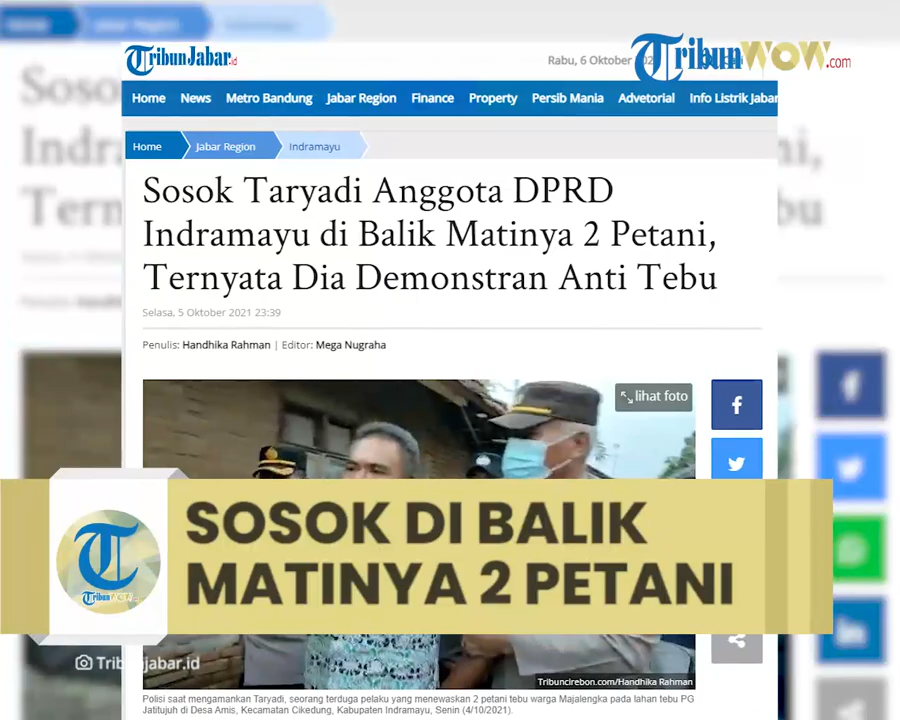 TribunJabar.id
Rabu, 6 Oktober
TribunWOW.com
Home News Metro Bandung Jabar Region Finance Property Persib Mania Advetorial Info Listrik Jabar
Home Jabar Region Indramayu
Sosok Taryadi Anggota DPRD
Indramayu di Balik Matinya 2 Petani,
Ternyata Dia Demonstran Anti Tebu
Selasa, 5 Oktober 2021 23:39
Penulis: Handhika Rahman | Editor: Mega Nugraha
lihat foto
SOSOK DI BALIK
MATINYA 2 PETANI
Tribunjabar.id
Tribuncirebon.com/Handhika Rahman
Polisi saat mengamankan Taryadi, seorang terduga pelaku yang menewaskan 2 petani tebu warga Majalengka pada lahan tebu PG
Jatitujuh di Desa Amis, Kecamatan Cikedung, Kabupaten Indramayu, Senin (4/10/2021).